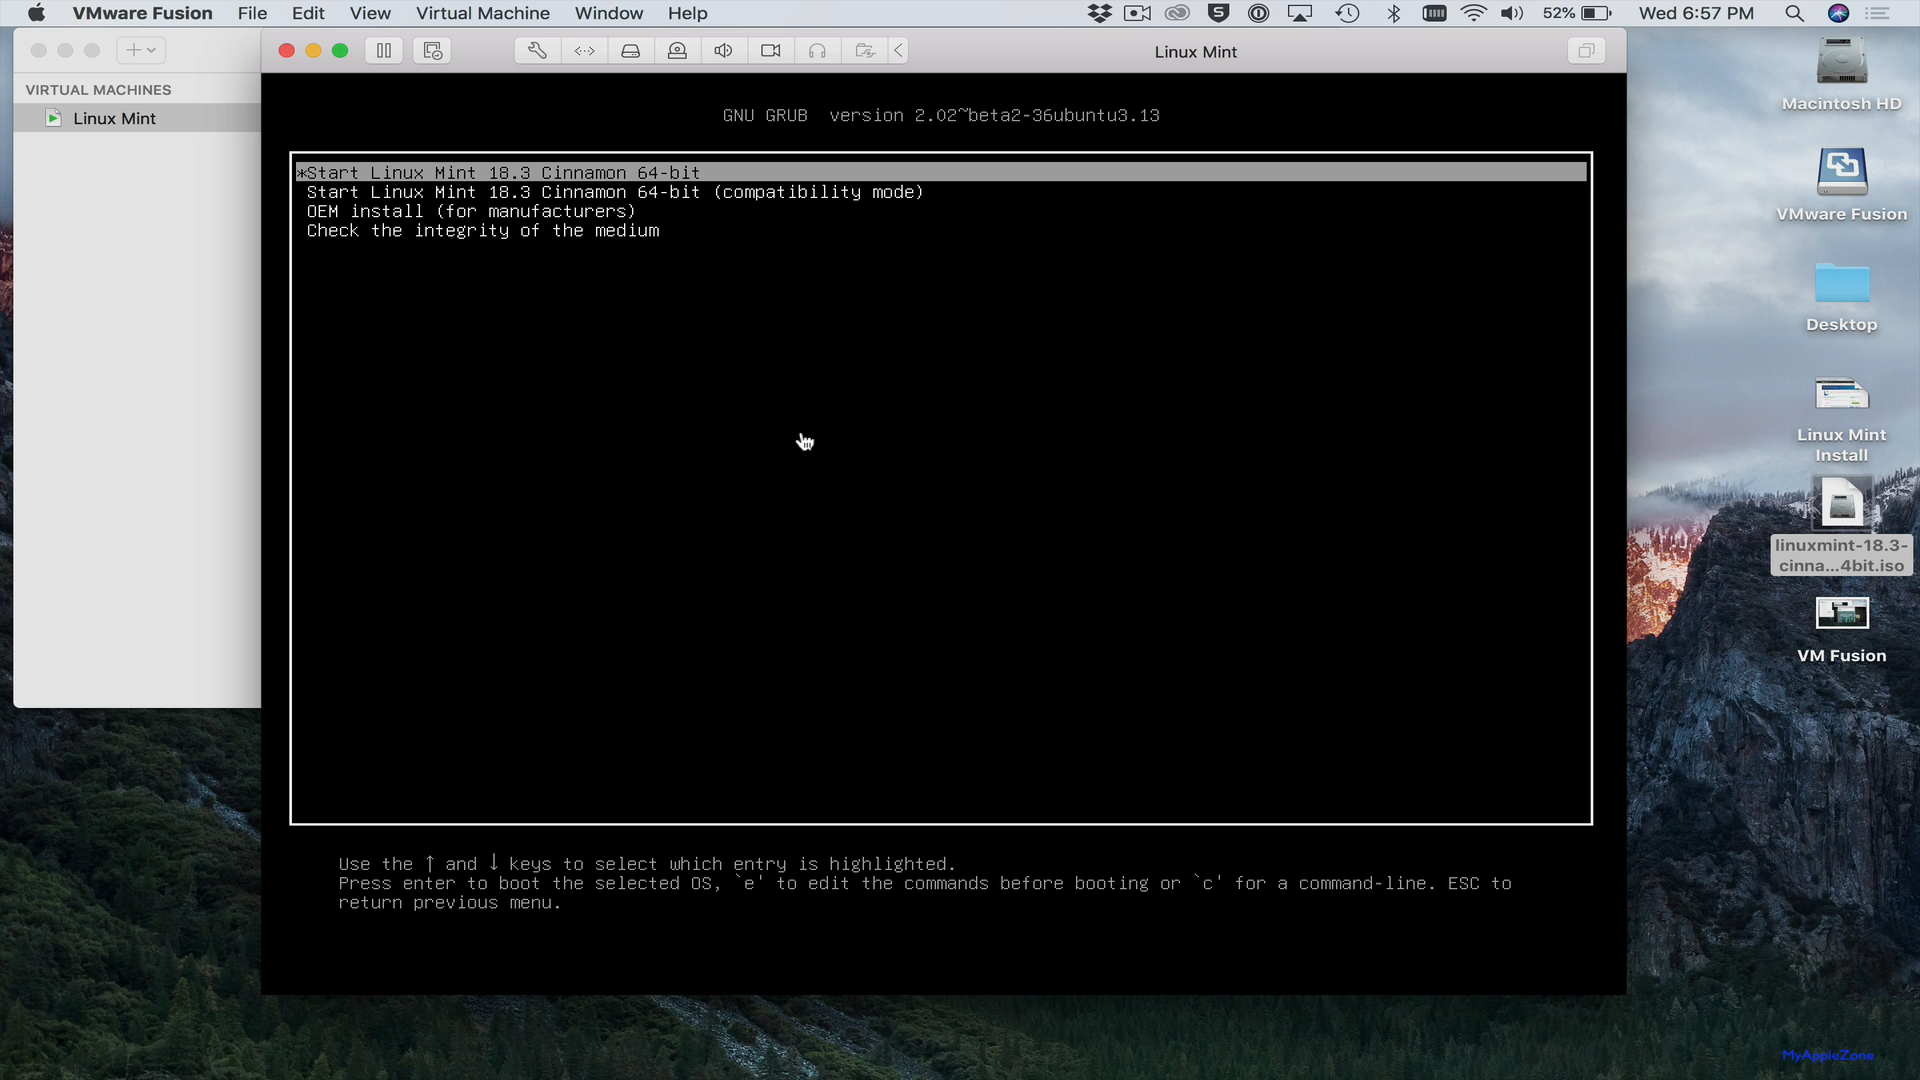 VMware Fusion File Edit View Virtual Machine Window Help
52% Wed 6:57 PM
Linux Mint
VIRTUAL MACHINES
Linux Mint
GNU GRUB version 2.02~beta2-36ubuntu3.13
*Start Linux Mint 18.3 Cinnamon 64-bit
Start Linux Mint 18.3 Cinnamon 64-bit (compatibility mode)
OEM install (for manufacturers)
Check the integrity of the medium
Use the ↑ and ↓ keys to select which entry is highlighted.
Press enter to boot the selected OS, `e' to edit the commands before booting or `c' for a command-line. ESC to
return previous menu.
Macintosh HD
VMware Fusion
Desktop
Linux Mint
Install
linuxmint-18.3-
cinna...4bit.iso
VM Fusion
MyAppleZone